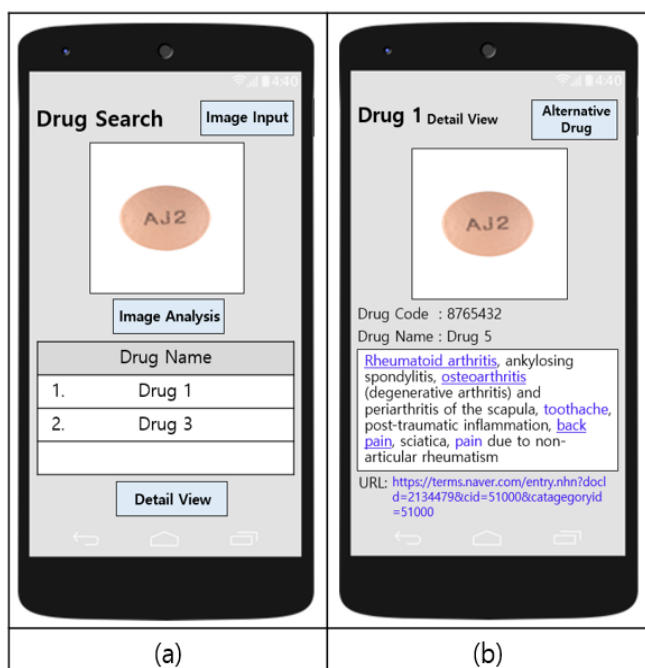 4:40
Drug Search
Image Input
AJ2
Image Analysis
Drug Name
1. Drug 1
2. Drug 3
Detail View
(a)
4:40
Drug 1 Detail View
Alternative
Drug
AJ2
Drug Code : 8765432
Drug Name : Drug 5
Rheumatoid arthritis, ankylosing
spondylitis, osteoarthritis
(degenerative arthritis) and
periarthritis of the scapula, toothache,
post-traumatic inflammation, back
pain, sciatica, pain due to non-
articular rheumatism
URL: https://terms.naver.com/entry.nhn?docI
d=2134479&cid=51000&catagegoryid
=51000
(b)